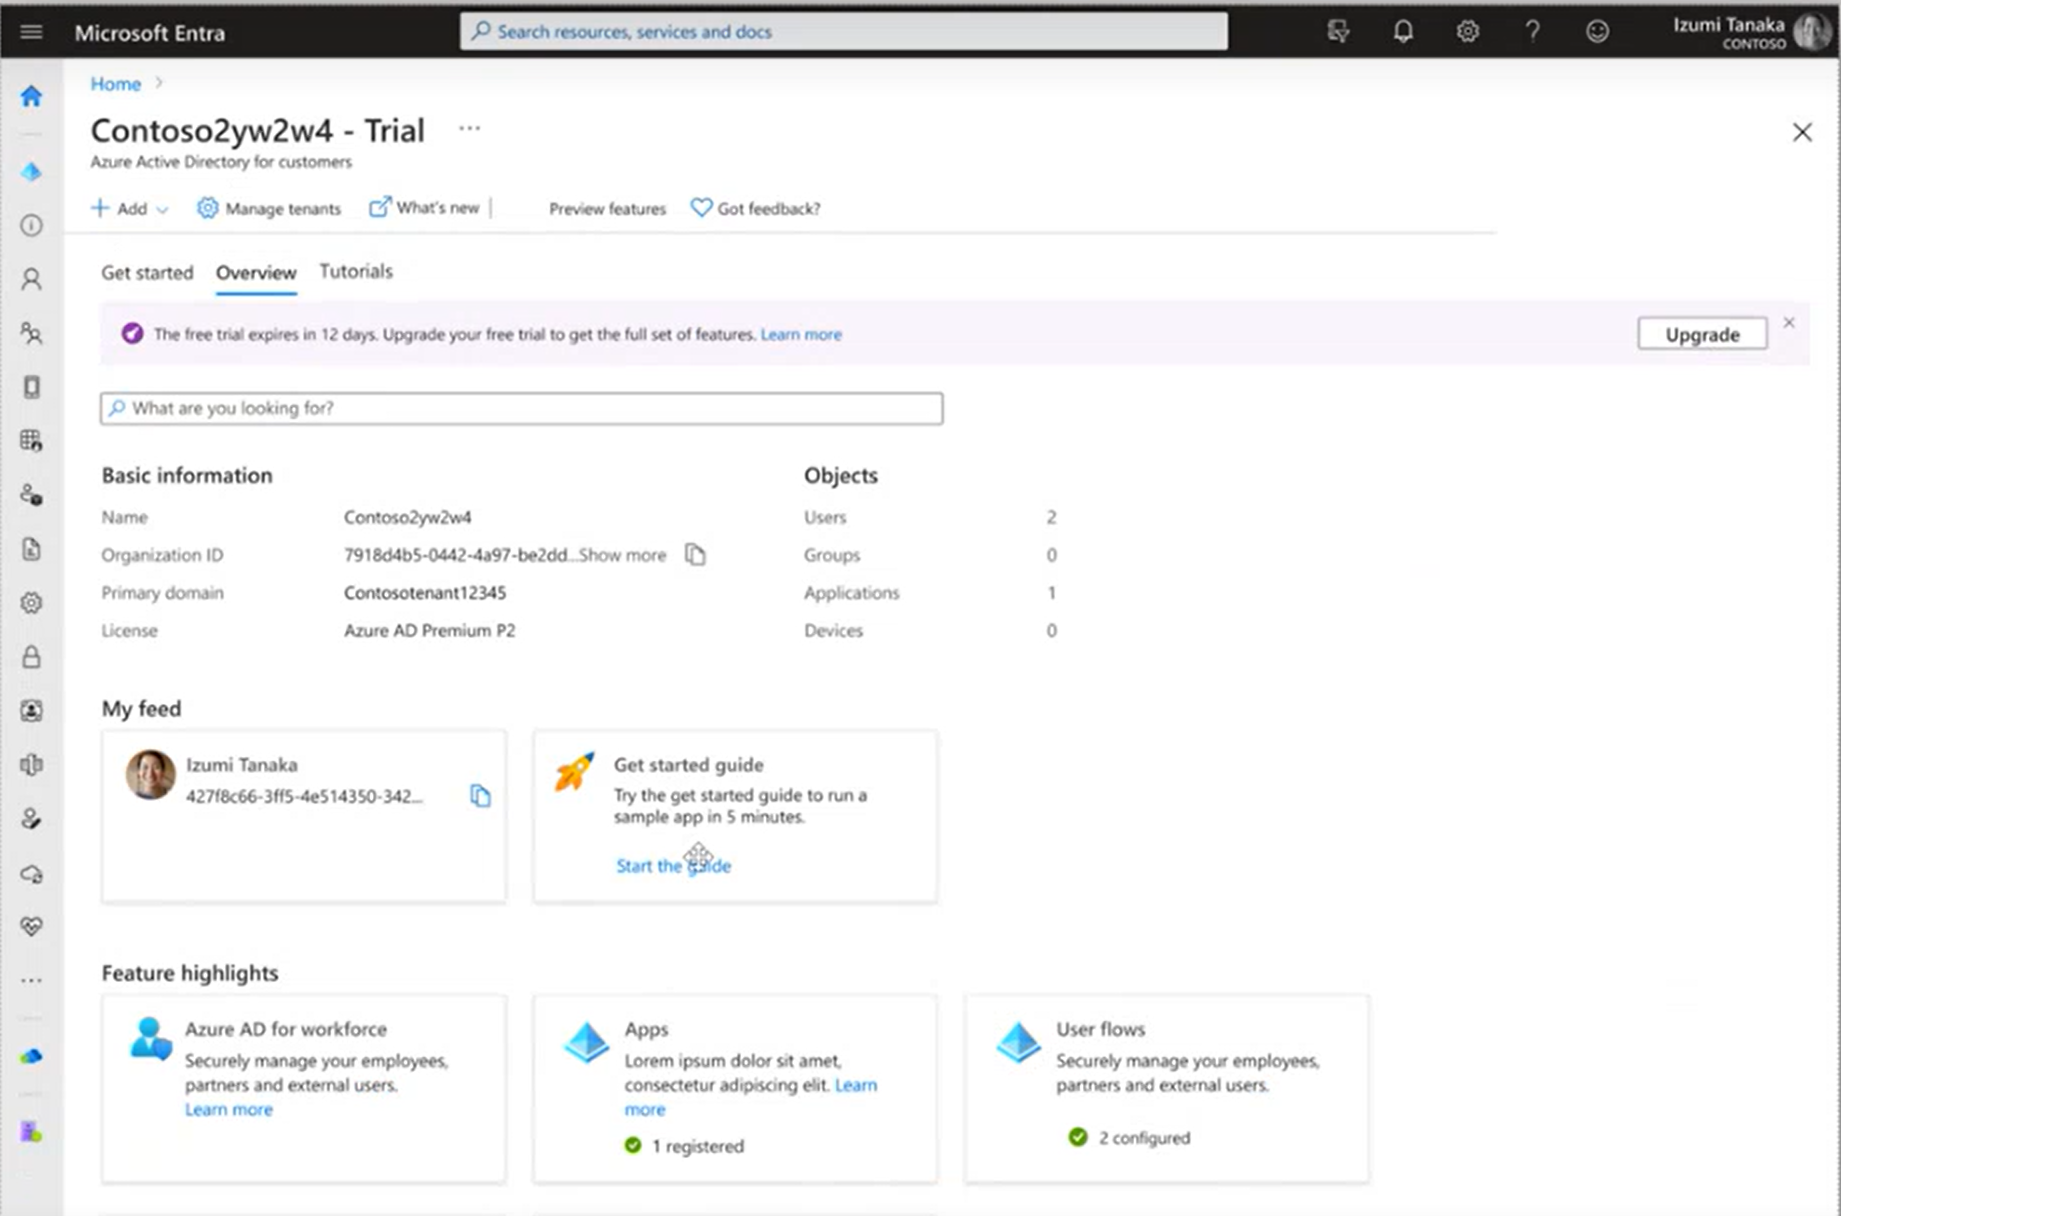 Microsoft Entra
Search resources, services and docs
Izumi Tanaka
CONTOSO
Home
Contoso2yw2w4 - Trial
Azure Active Directory for customers
Add
Manage tenants
What's new
Preview features
Got feedback?
Get started
Overview
Tutorials
The free trial expires in 12 days. Upgrade your free trial to get the full set of features. Learn more
Upgrade
What are you looking for?
Basic information
Objects
Name
Contoso2yw2w4
Users
2
Organization ID
7918d4b5-0442-4a97-be2dd...Show more
Groups
0
Primary domain
Contosotenant12345
Applications
1
License
Azure AD Premium P2
Devices
0
My feed
Izumi Tanaka
427f8c66-3ff5-4e514350-342...
Get started guide
Try the get started guide to run a
sample app in 5 minutes.
Start the guide
Feature highlights
Azure AD for workforce
Securely manage your employees,
partners and external users.
Learn more
Apps
Lorem ipsum dolor sit amet,
consectetur adipiscing elit. Learn
more
1 registered
User flows
Securely manage your employees,
partners and external users.
2 configured